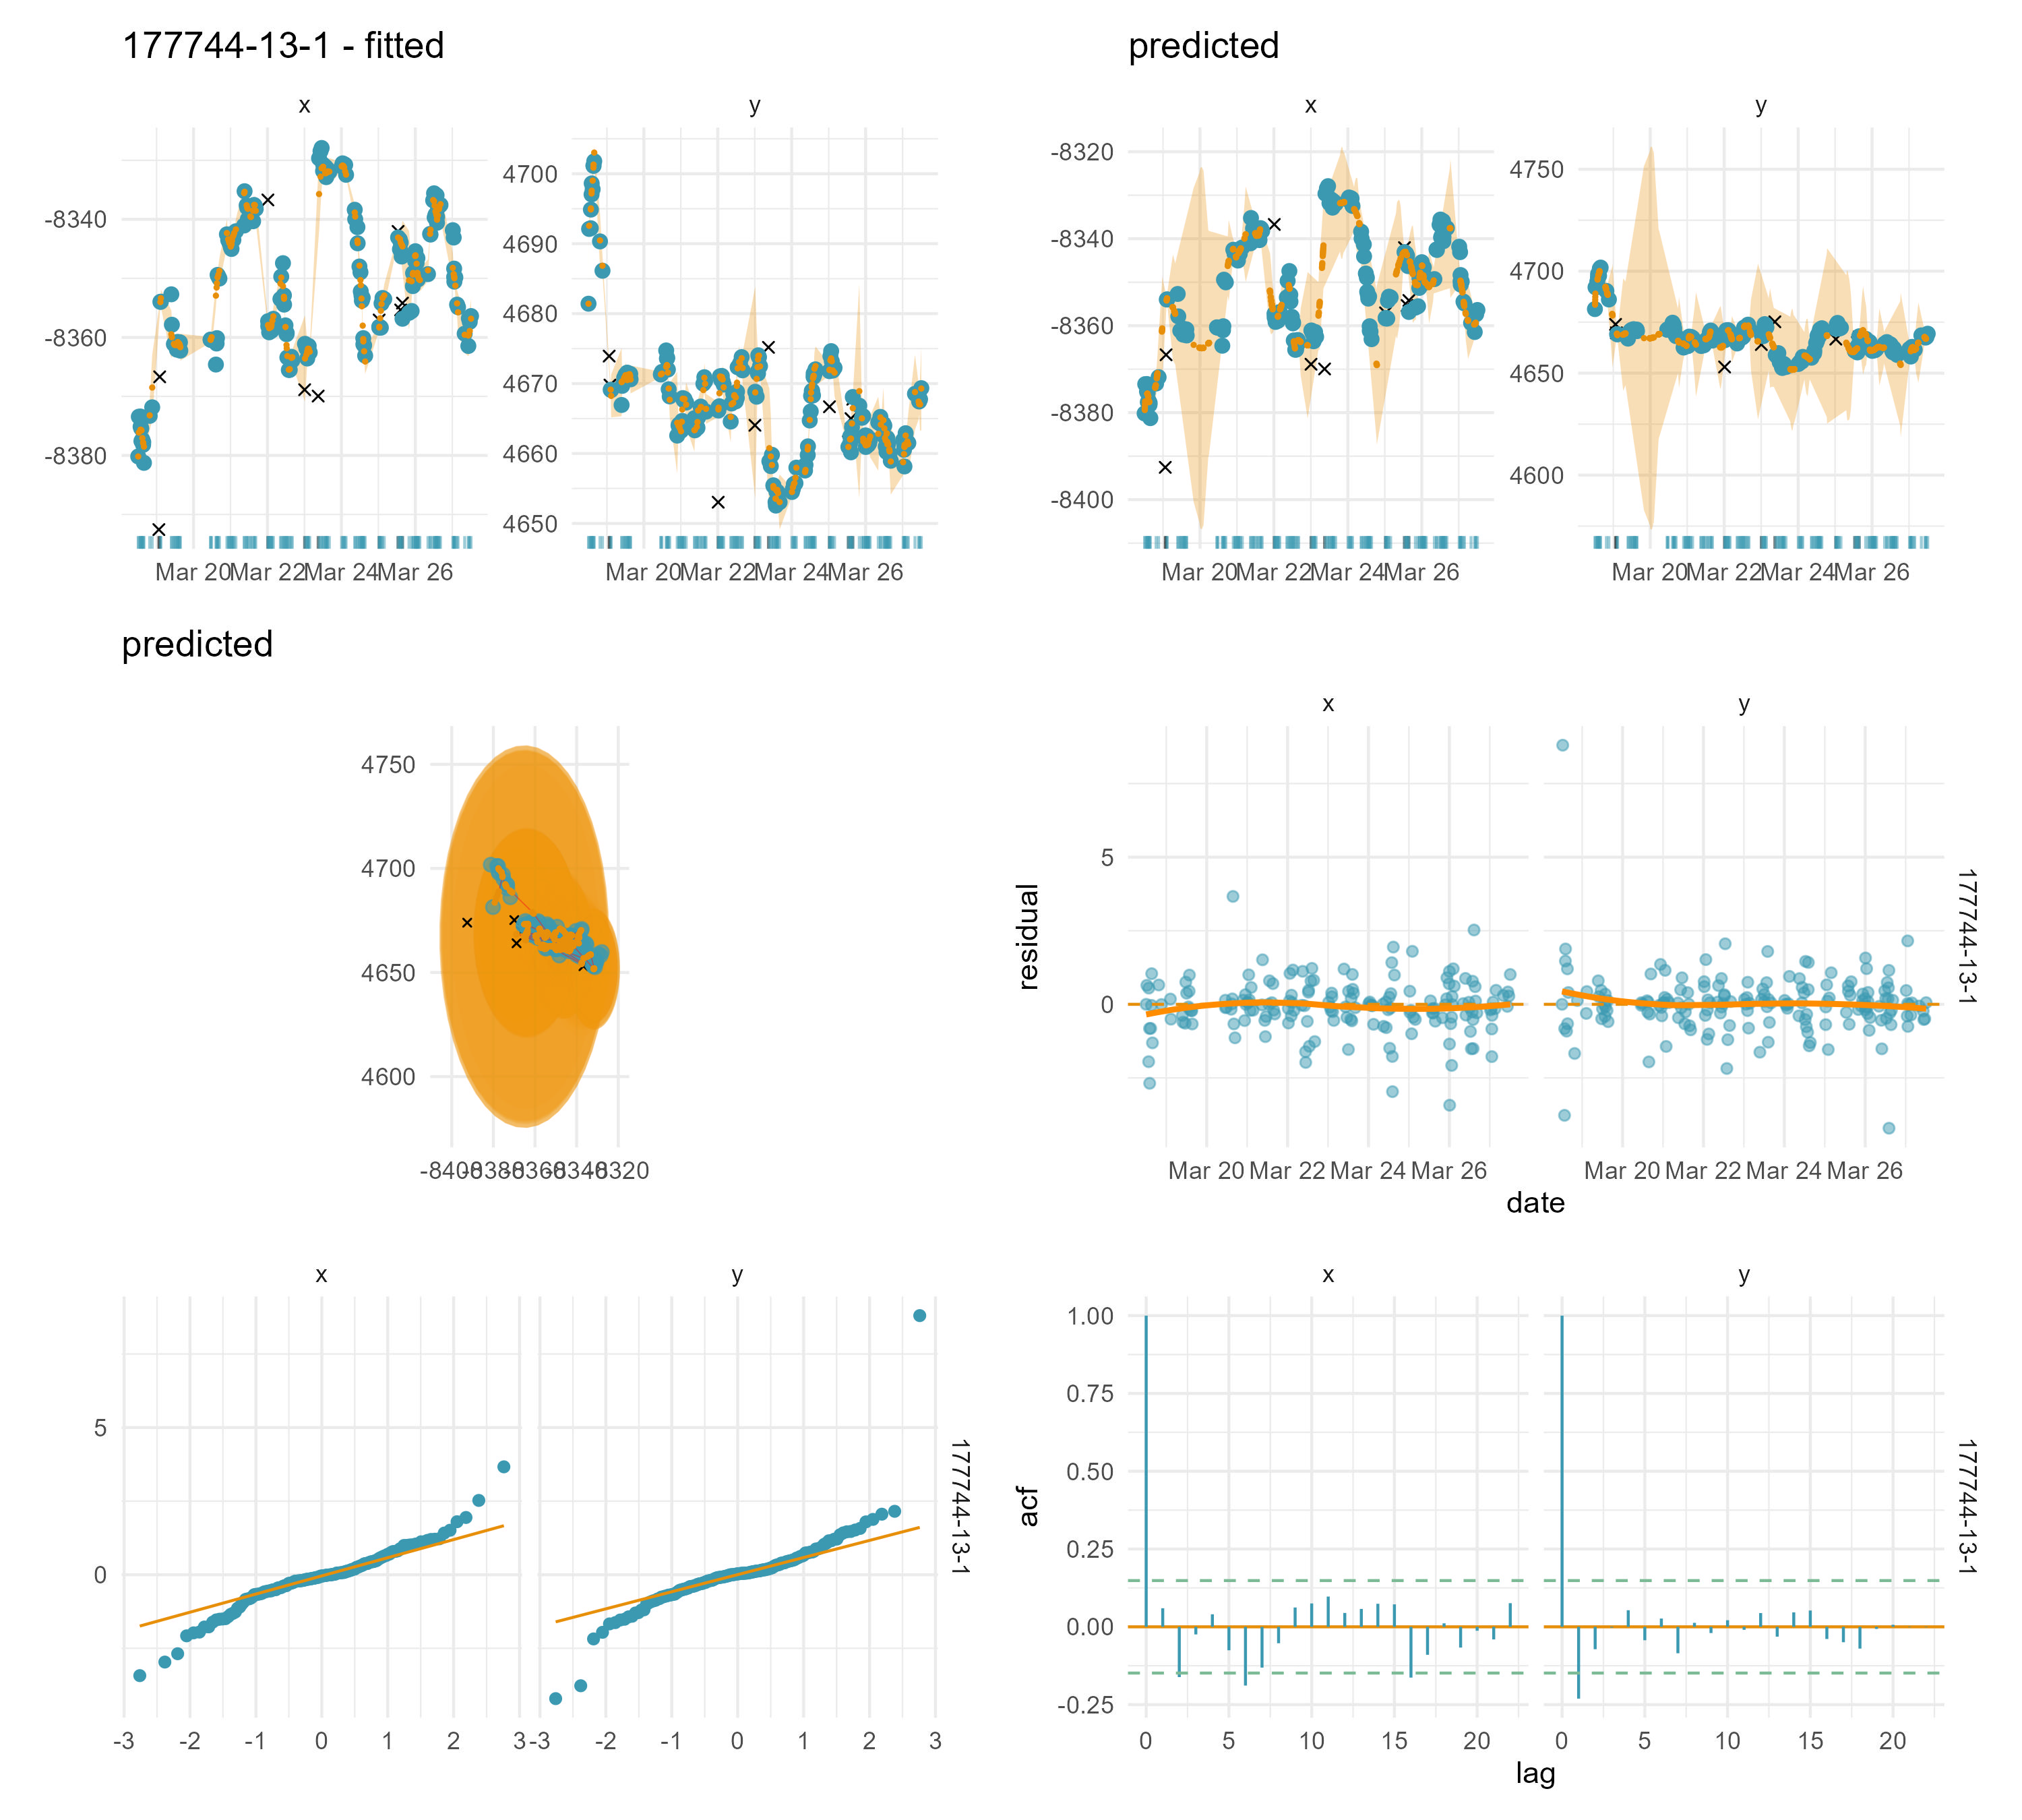 177744-13-1 - fitted
predicted
x
y
x
y
-8340
-8360
-8380
4700
4690
4680
4670
4660
4650
-8320
-8340
-8360
-8380
-8400
4750
4700
4650
4600
Mar 20 Mar 22 Mar 24 Mar 26
Mar 20 Mar 22 Mar 24 Mar 26
Mar 20 Mar 22 Mar 24 Mar 26
Mar 20 Mar 22 Mar 24 Mar 26
predicted
x
y
4750
4700
4650
4600
-8400 -8380 -8360 -8340 -8320
residual
5
0
177744-13-1
Mar 20 Mar 22 Mar 24 Mar 26
Mar 20 Mar 22 Mar 24 Mar 26
date
x
y
x
y
5
0
177744-13-1
-3 -2 -1 0 1 2 3
-3 -2 -1 0 1 2 3
acf
1.00
0.75
0.50
0.25
0.00
-0.25
177744-13-1
0 5 10 15 20
0 5 10 15 20
lag